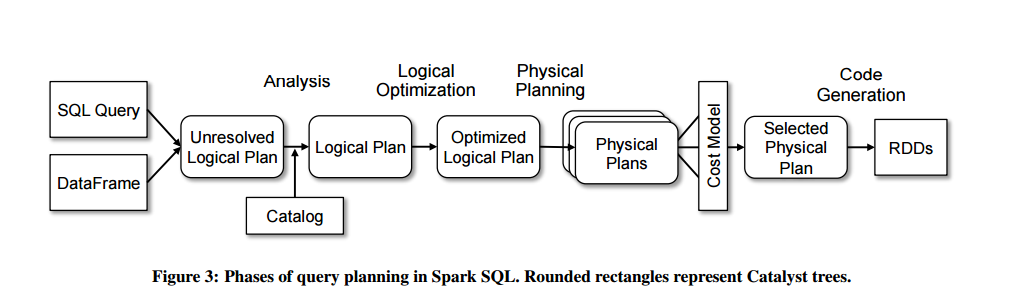 Analysis
Logical
Optimization
Physical
Planning
Code
Generation
SQL Query
DataFrame
Unresolved
Logical Plan
Logical Plan
Optimized
Logical Plan
Physical
Plans
Cost Model
Selected
Physical
Plan
RDDs
Catalog
Figure 3: Phases of query planning in Spark SQL. Rounded rectangles represent Catalyst trees.